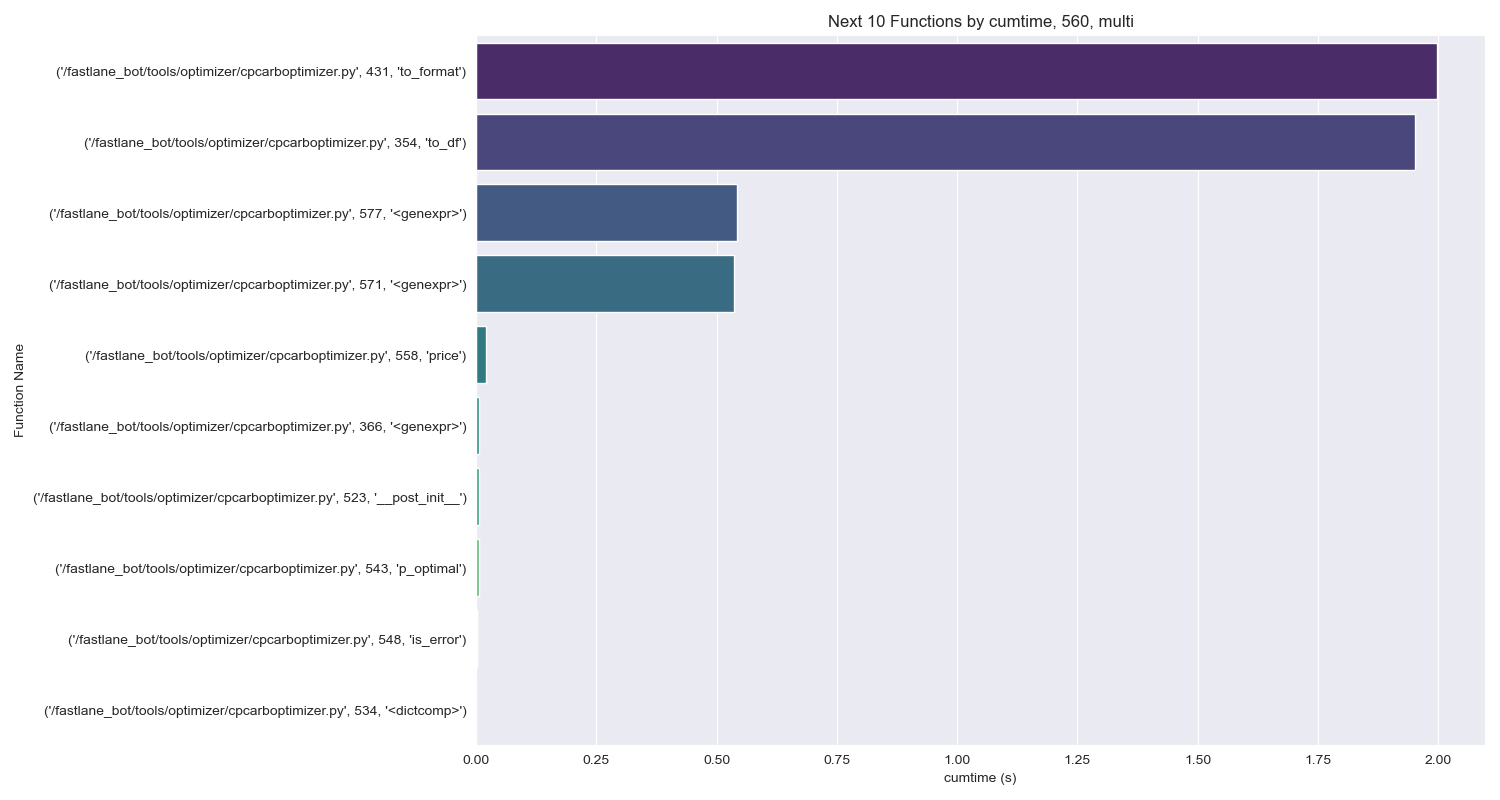 Next 10 Functions by cumtime, 560, multi
('/fastlane_bot/tools/optimizer/cpcarboptimizer.py', 431, 'to_format')
('/fastlane_bot/tools/optimizer/cpcarboptimizer.py', 354, 'to_df')
('/fastlane_bot/tools/optimizer/cpcarboptimizer.py', 577, '<genexpr>')
('/fastlane_bot/tools/optimizer/cpcarboptimizer.py', 571, '<genexpr>')
('/fastlane_bot/tools/optimizer/cpcarboptimizer.py', 558, 'price')
('/fastlane_bot/tools/optimizer/cpcarboptimizer.py', 366, '<genexpr>')
('/fastlane_bot/tools/optimizer/cpcarboptimizer.py', 523, '__post_init__')
('/fastlane_bot/tools/optimizer/cpcarboptimizer.py', 543, 'p_optimal')
('/fastlane_bot/tools/optimizer/cpcarboptimizer.py', 548, 'is_error')
('/fastlane_bot/tools/optimizer/cpcarboptimizer.py', 534, '<dictcomp>')
Function Name
0.00 0.25 0.50 0.75 1.00 1.25 1.50 1.75 2.00
cumtime (s)